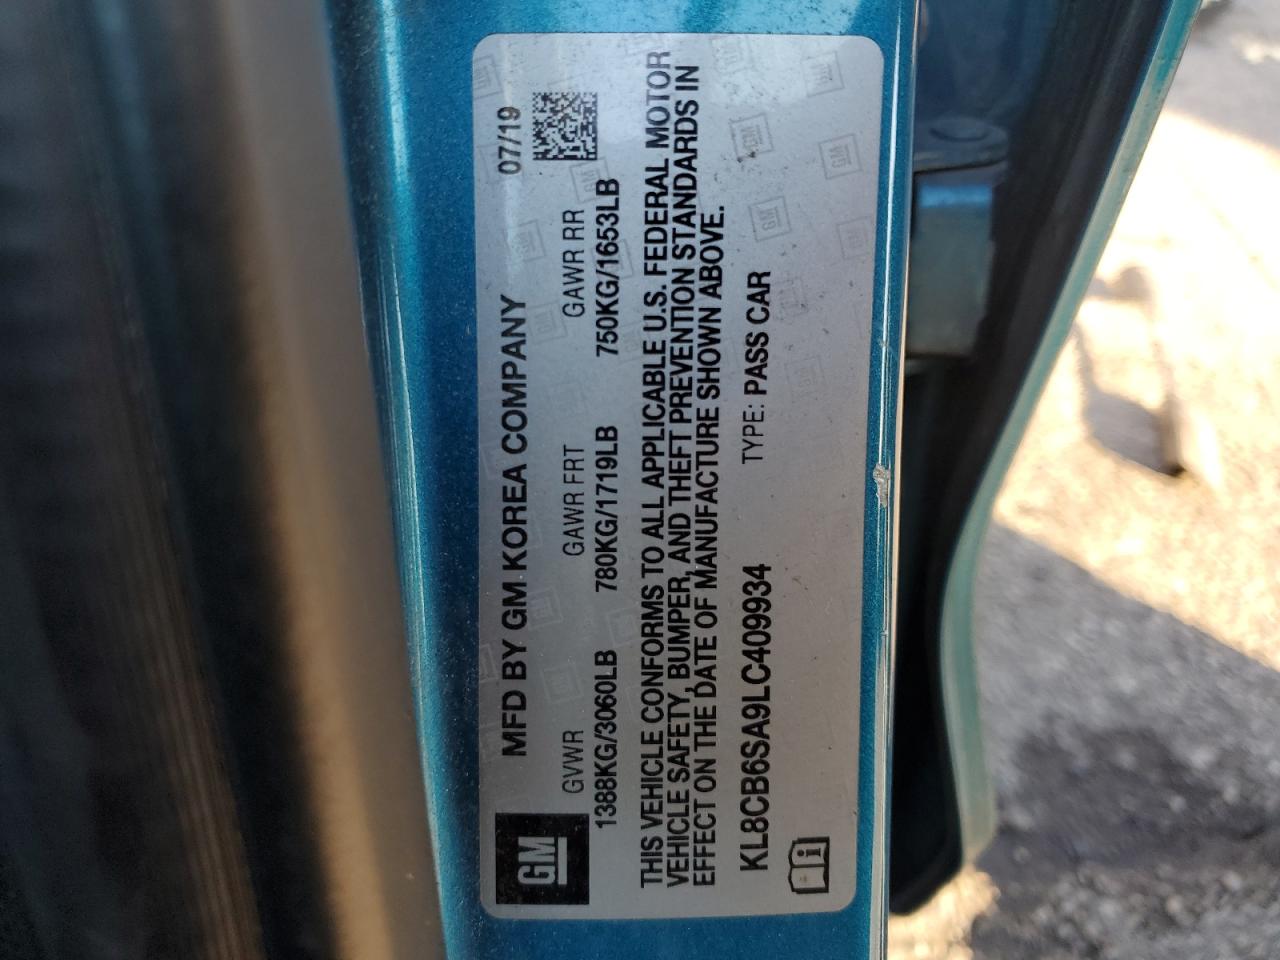 MFD BY GM KOREA COMPANY 07/19
GM
GVWR GAWR FRT GAWR RR
1388KG/3060LB 780KG/1719LB 750KG/1653LB
THIS VEHICLE CONFORMS TO ALL APPLICABLE U.S. FEDERAL MOTOR
VEHICLE SAFETY, BUMPER, AND THEFT PREVENTION STANDARDS IN
EFFECT ON THE DATE OF MANUFACTURE SHOWN ABOVE.
KL8CB6SA9LC409934 TYPE: PASS CAR